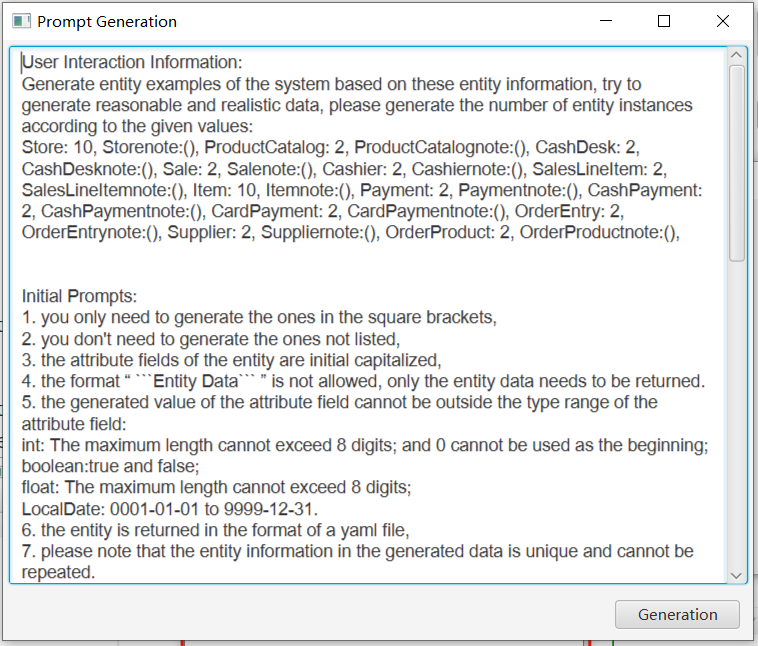 Prompt Generation
User Interaction Information:
Generate entity examples of the system based on these entity information, try to
generate reasonable and realistic data, please generate the number of entity instances
according to the given values:
Store: 10, Storenote:(), ProductCatalog: 2, ProductCatalognote:(), CashDesk: 2,
CashDesknote:(), Sale: 2, Salenote:(), Cashier: 2, Cashiernote:(), SalesLineItem: 2,
SalesLineItemnote:(), Item: 10, Itemnote:(), Payment: 2, Paymentnote:(), CashPayment:
2, CashPaymentnote:(), CardPayment: 2, CardPaymentnote:(), OrderEntry: 2,
OrderEntrynote:(), Supplier: 2, Suppliernote:(), OrderProduct: 2, OrderProductnote:(),
Initial Prompts:
1. you only need to generate the ones in the square brackets,
2. you don't need to generate the ones not listed,
3. the attribute fields of the entity are initial capitalized,
4. the format “ ```Entity Data``` ” is not allowed, only the entity data needs to be returned.
5. the generated value of the attribute field cannot be outside the type range of the
attribute field:
int: The maximum length cannot exceed 8 digits; and 0 cannot be used as the beginning;
boolean:true and false;
float: The maximum length cannot exceed 8 digits;
LocalDate: 0001-01-01 to 9999-12-31.
6. the entity is returned in the format of a yaml file,
7. please note that the entity information in the generated data is unique and cannot be
repeated.
Generation